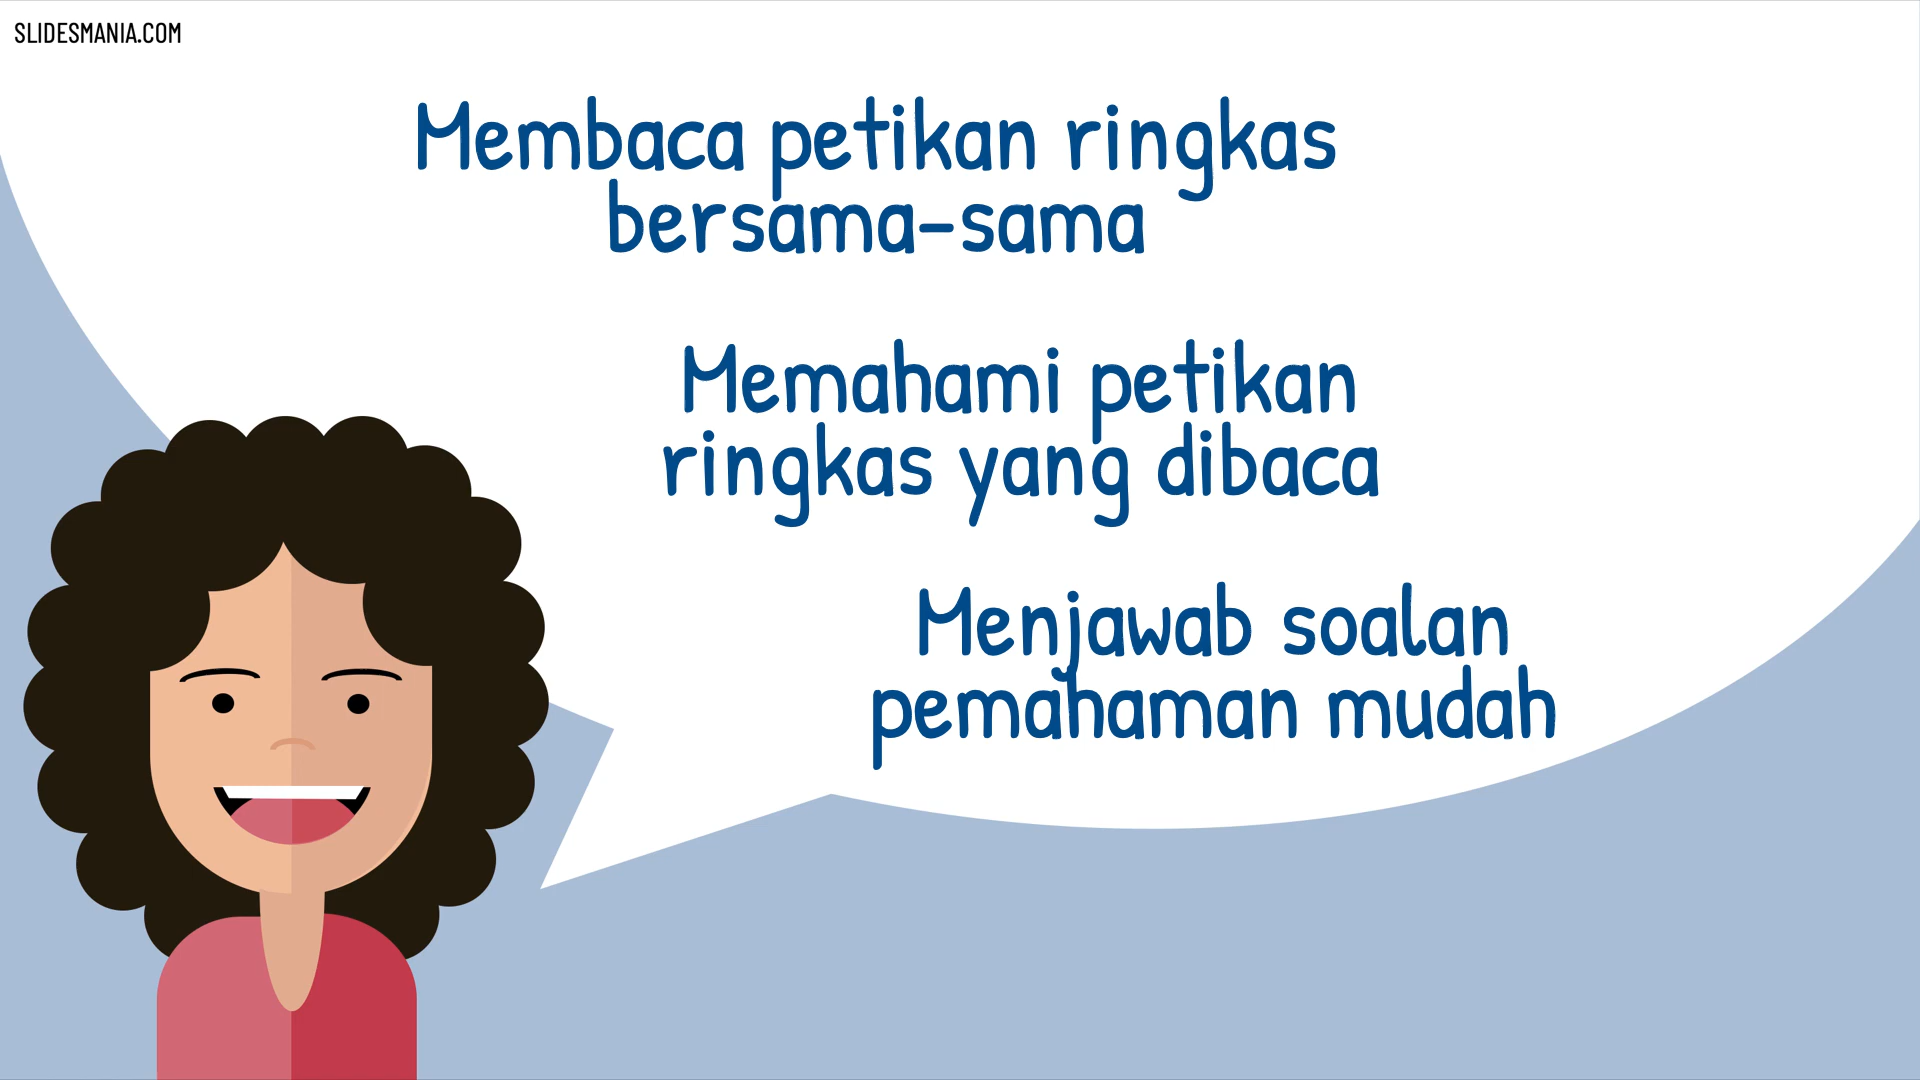 SLIDESMANIA.COM
Membaca petikan ringkas
bersama-sama
Memahami petikan
ringkas yang dibaca
Menjawab soalan
pemahaman mudah